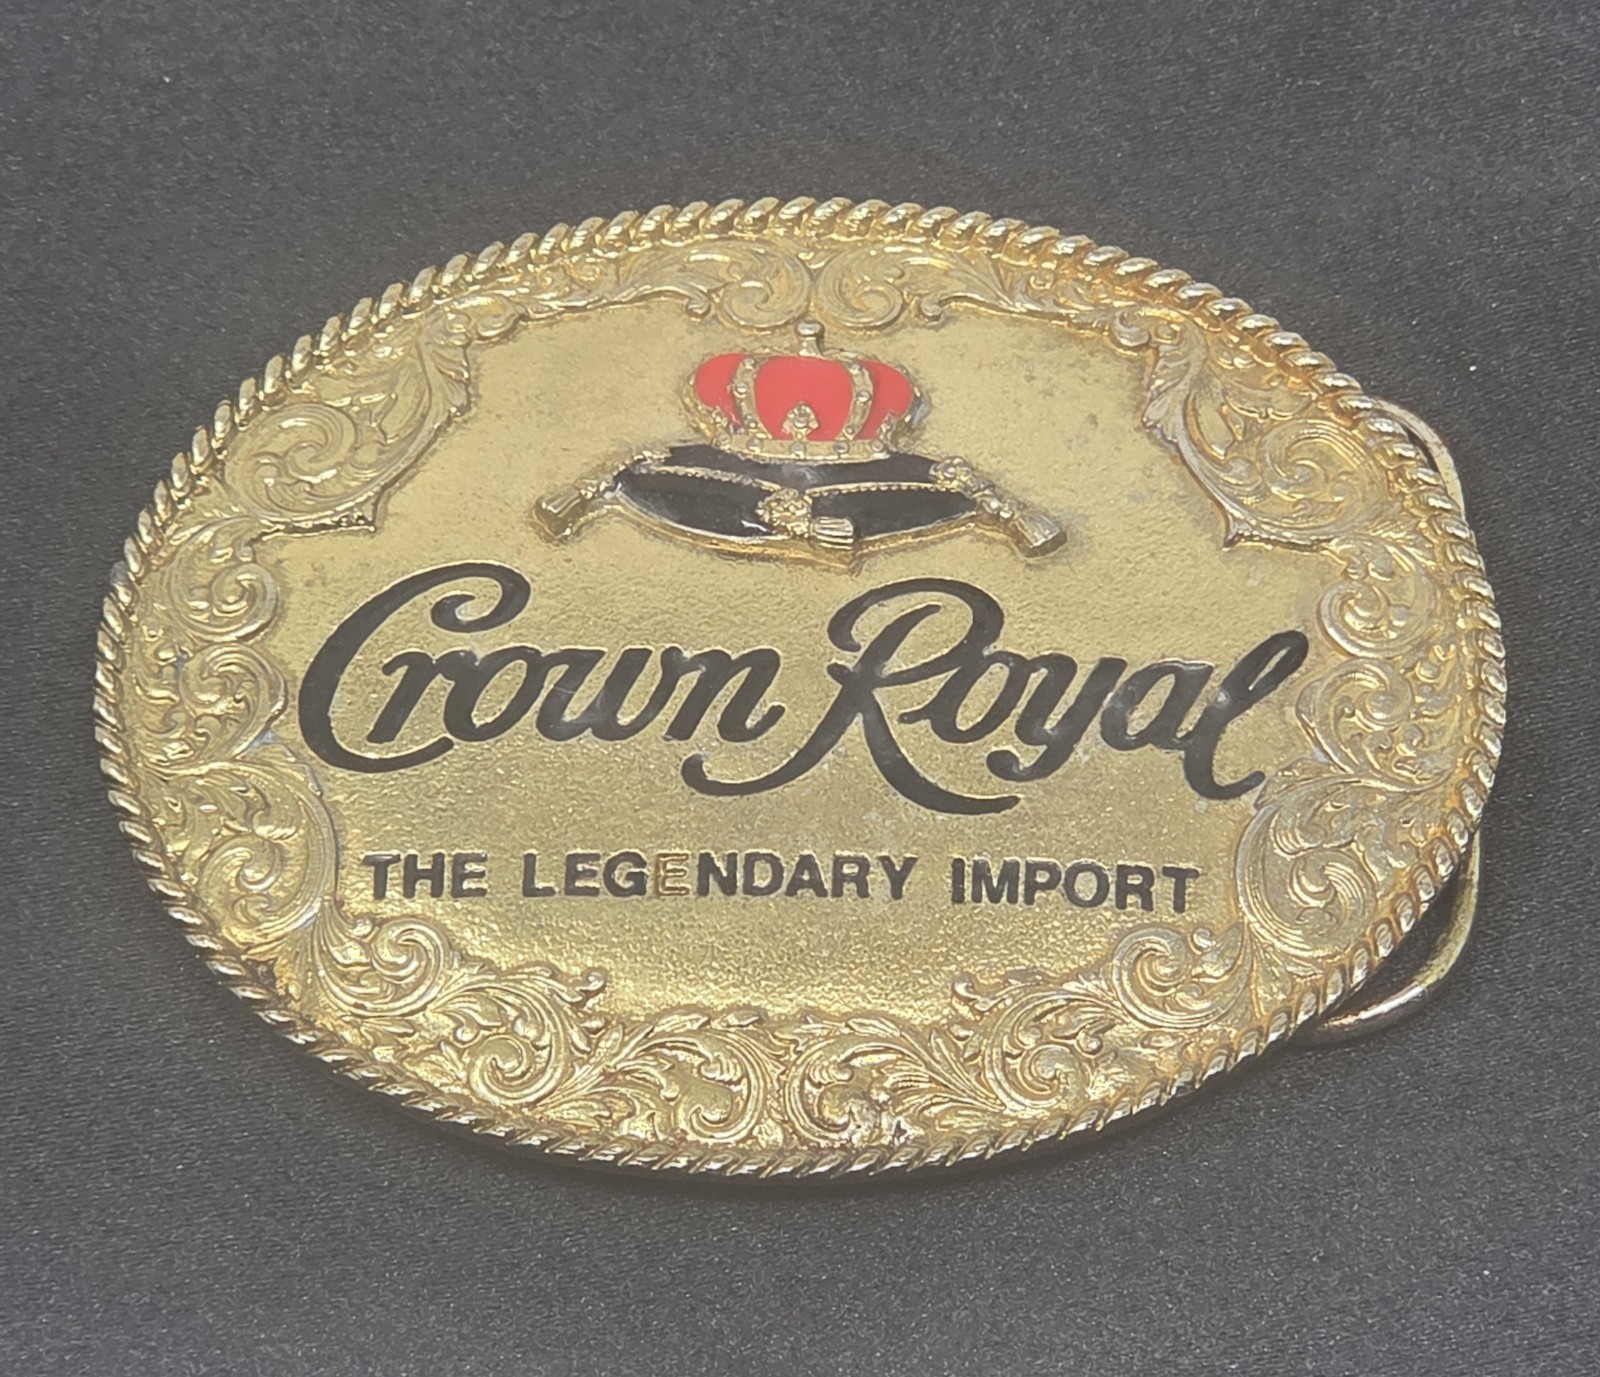 Crown Royal
THE LEGENDARY IMPORT